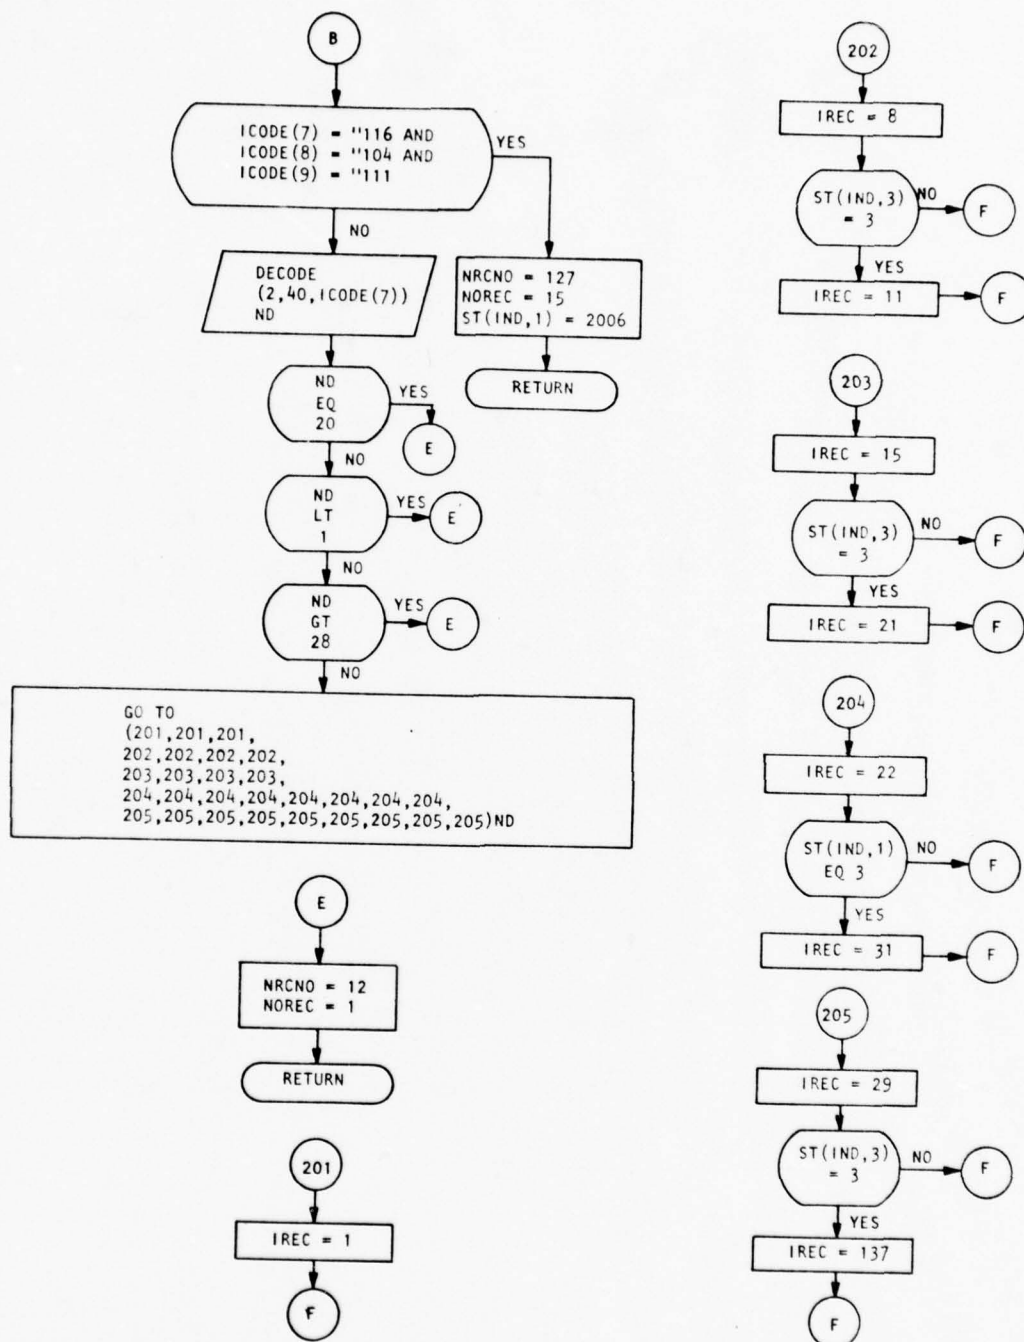 B
ICODE(7) = "116 AND
ICODE(8) = "104 AND
ICODE(9) = "111
YES
NO
DECODE
(2,40,ICODE(7))
ND
NRCNO = 127
NOREC = 15
ST(IND,1) = 2006
RETURN
ND
EQ
20
YES
E
NO
ND
LT
1
YES
E
NO
ND
GT
28
YES
E
NO
GO TO
(201,201,201,
202,202,202,202,
203,203,203,203,
204,204,204,204,204,204,204,204,
205,205,205,205,205,205,205,205,205)ND
E
NRCNO = 12
NOREC = 1
RETURN
201
IREC = 1
F
202
IREC = 8
ST(IND,3)
= 3
NO
F
YES
IREC = 11
F
203
IREC = 15
ST(IND,3)
= 3
NO
F
YES
IREC = 21
F
204
IREC = 22
ST(IND,1)
EQ 3
NO
F
YES
IREC = 31
F
205
IREC = 29
ST(IND,3)
= 3
NO
F
YES
IREC = 137
F